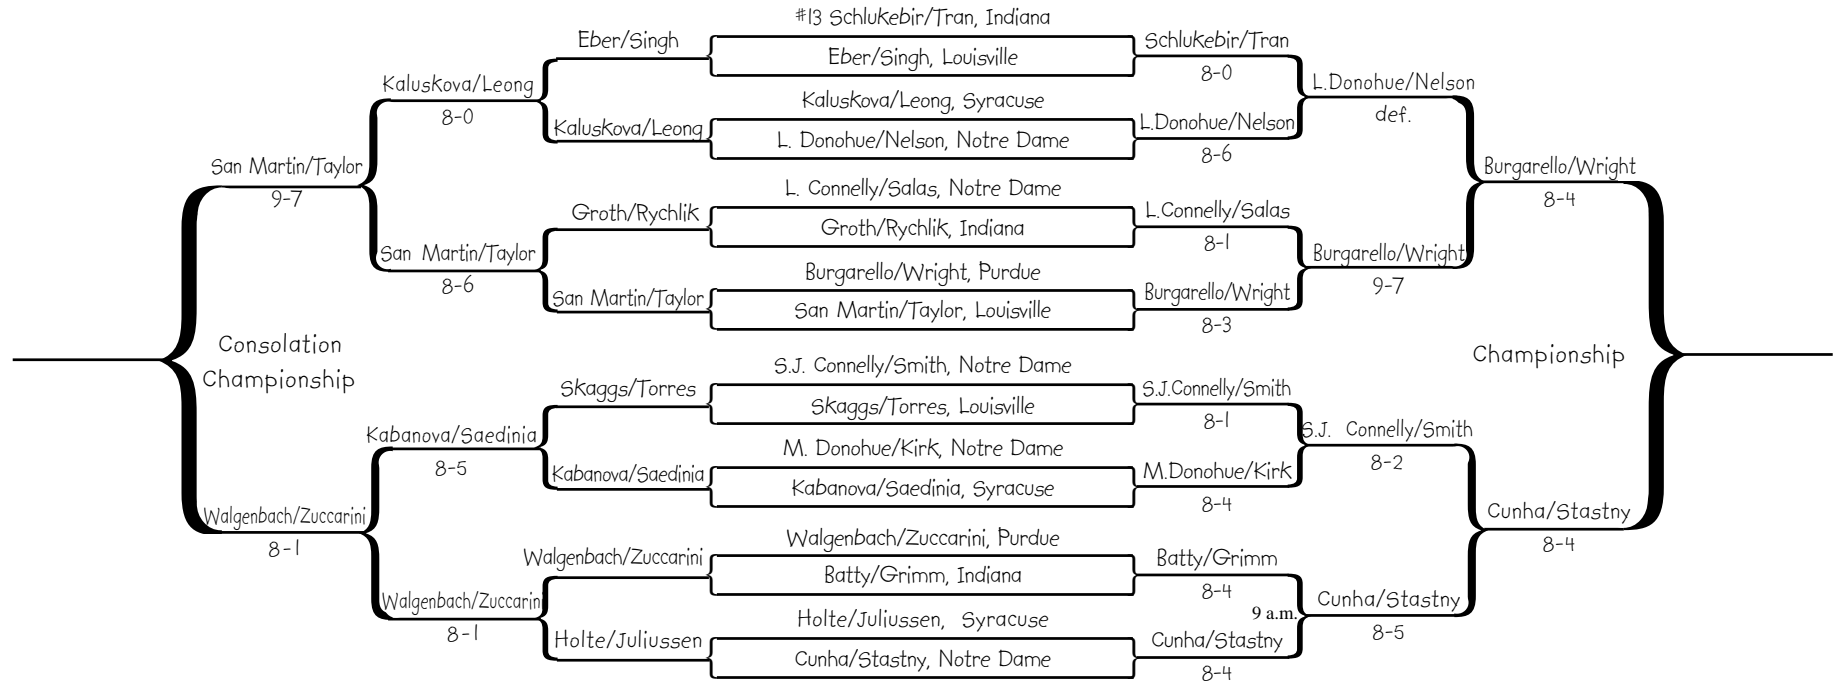 #13 Schlukebir/Tran, Indiana
Eber/Singh
Schlukebir/Tran
Eber/Singh, Louisville
8-0
Kaluskova/Leong
L.Donohue/Nelson
8-0
Kaluskova/Leong, Syracuse
def.
Kaluskova/Leong
L.Donohue/Nelson
L. Donohue/Nelson, Notre Dame
8-6
San Martin/Taylor
Burgarello/Wright
9-7
L. Connelly/Salas, Notre Dame
8-4
Groth/Rychlik
L.Connelly/Salas
Groth/Rychlik, Indiana
8-1
San Martin/Taylor
Burgarello/Wright
8-6
Burgarello/Wright, Purdue
9-7
San Martin/Taylor
Burgarello/Wright
San Martin/Taylor, Louisville
8-3
Consolation
Championship
Championship
S.J. Connelly/Smith, Notre Dame
Skaggs/Torres
S.J.Connelly/Smith
Skaggs/Torres, Louisville
8-1
Kabanova/Saedinia
S.J. Connelly/Smith
8-5
M. Donohue/Kirk, Notre Dame
8-2
Kabanova/Saedinia
M.Donohue/Kirk
Kabanova/Saedinia, Syracuse
8-4
Walgenbach/Zuccarini
Cunha/Stastny
8-1
Walgenbach/Zuccarini, Purdue
8-4
Walgenbach/Zuccarini
Batty/Grimm
Batty/Grimm, Indiana
8-4
Walgenbach/Zuccarini
9 a.m.
Cunha/Stastny
8-1
Holte/Juliussen, Syracuse
8-5
Holte/Juliussen
Cunha/Stastny
Cunha/Stastny, Notre Dame
8-4